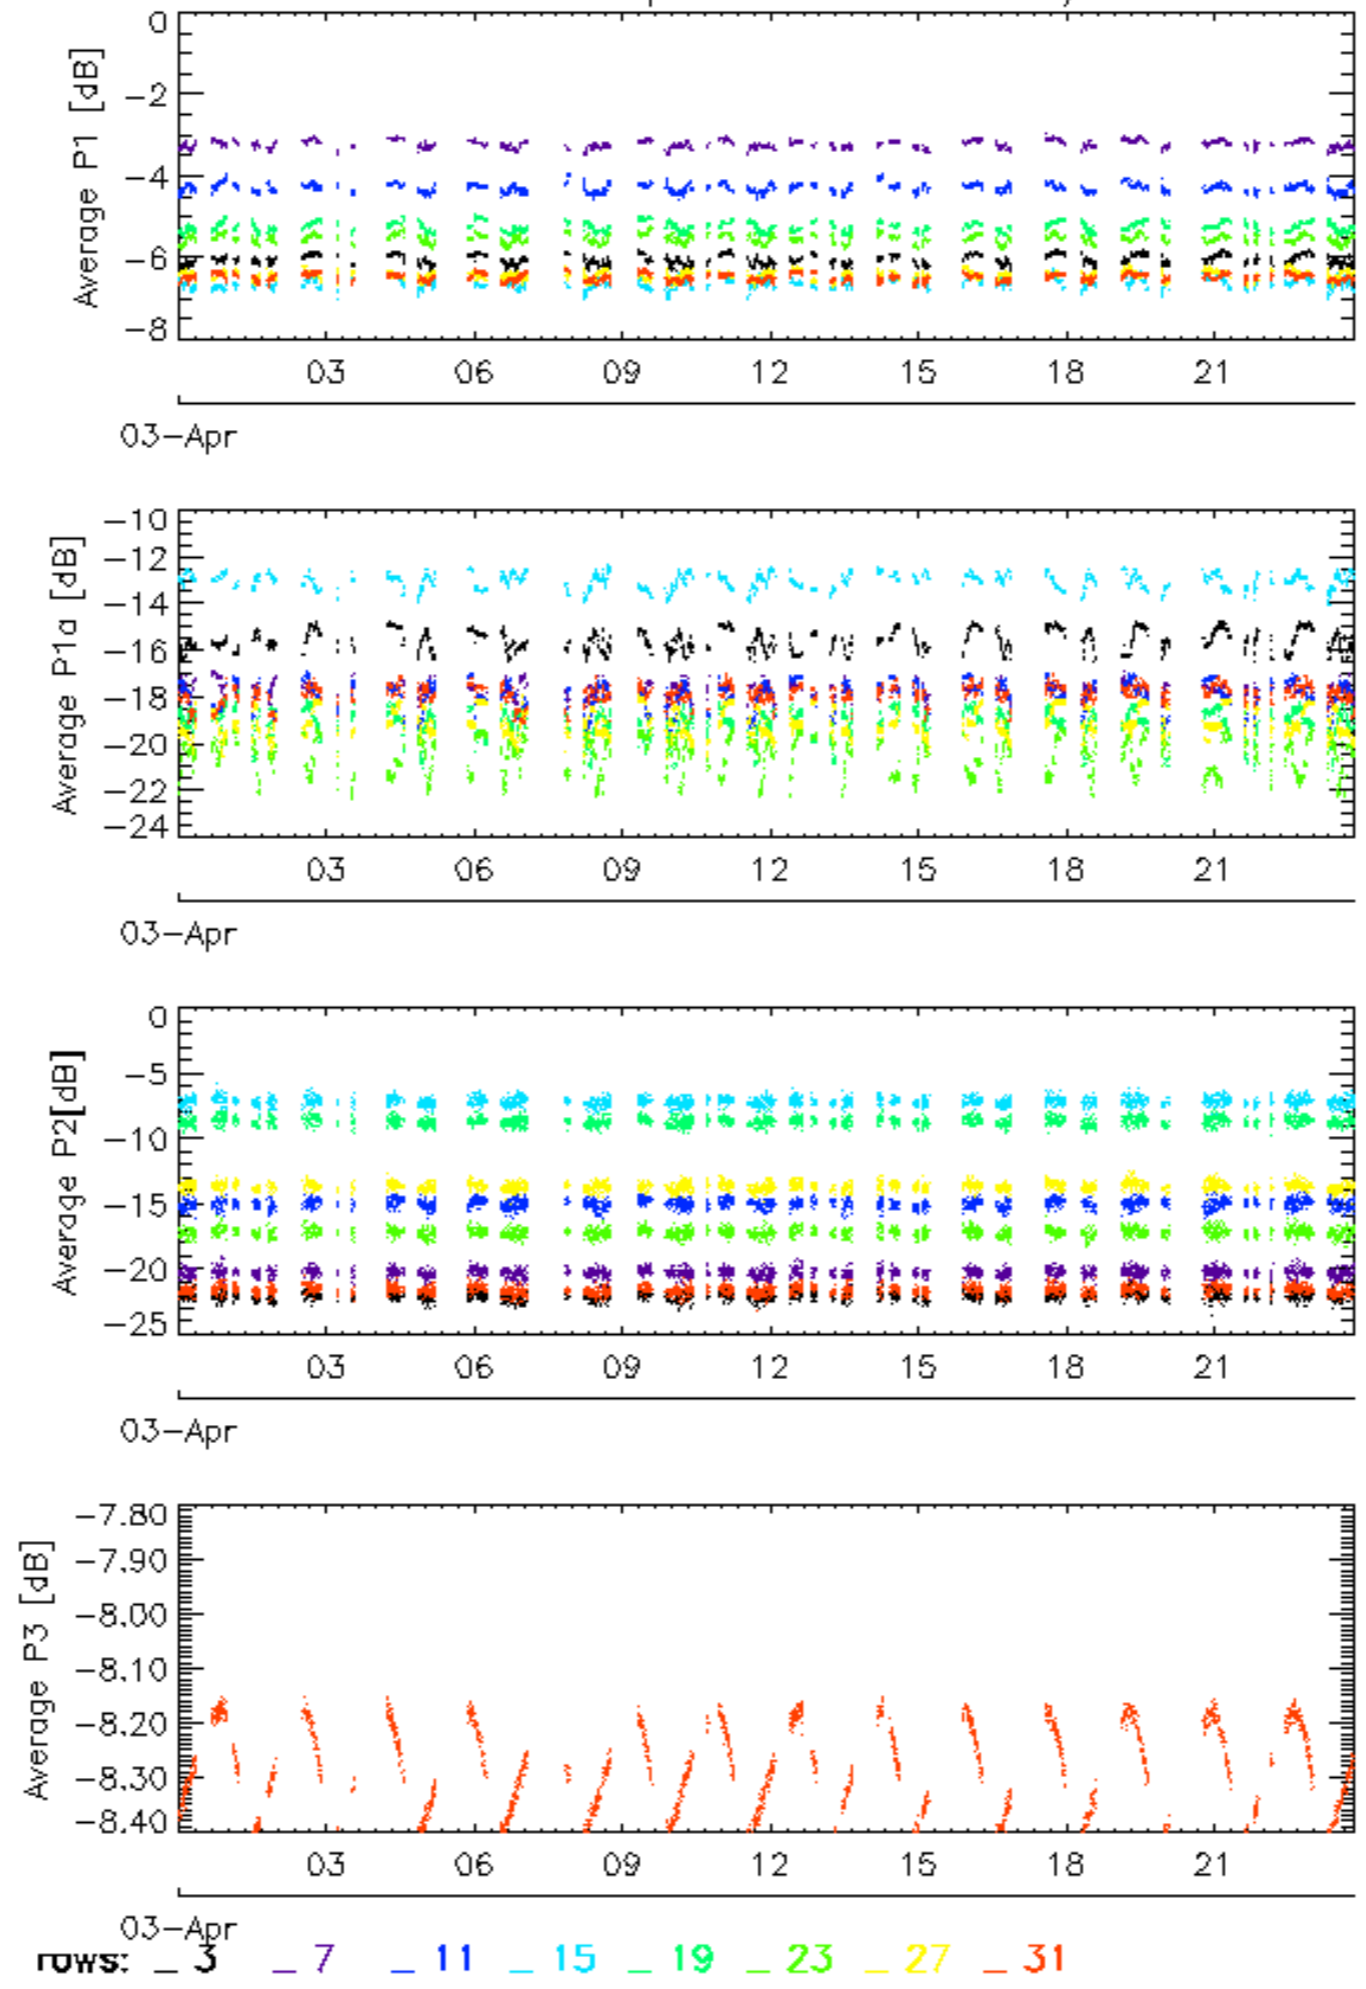 Average P1 [dB]
0
-2
-4
-6
-8
03 06 09 12 15 18 21
03-Apr
Average P1a [dB]
-10
-12
-14
-16
-18
-20
-22
-24
03 06 09 12 15 18 21
03-Apr
Average P2[dB]
0
-5
-10
-15
-20
-25
03 06 09 12 15 18 21
03-Apr
Average P3 [dB]
-7.80
-7.90
-8.00
-8.10
-8.20
-8.30
-8.40
03 06 09 12 15 18 21
03-Apr
rows: _ 3 _ 7 _ 11 _ 15 _ 19 _ 23 _ 27 _ 31